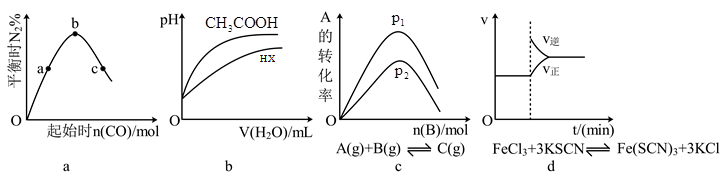 平衡时N₂%
b
a
c
O
起始时n(CO)/mol
a
pH
CH₃COOH
HX
O
V(H₂O)/mL
b
A的转化率
p₁
p₂
O
n(B)/mol
A(g)+B(g) ⇌ C(g)
c
v
v逆
v正
O
t/(min)
FeCl₃+3KSCN ⇌ Fe(SCN)₃+3KCl
d